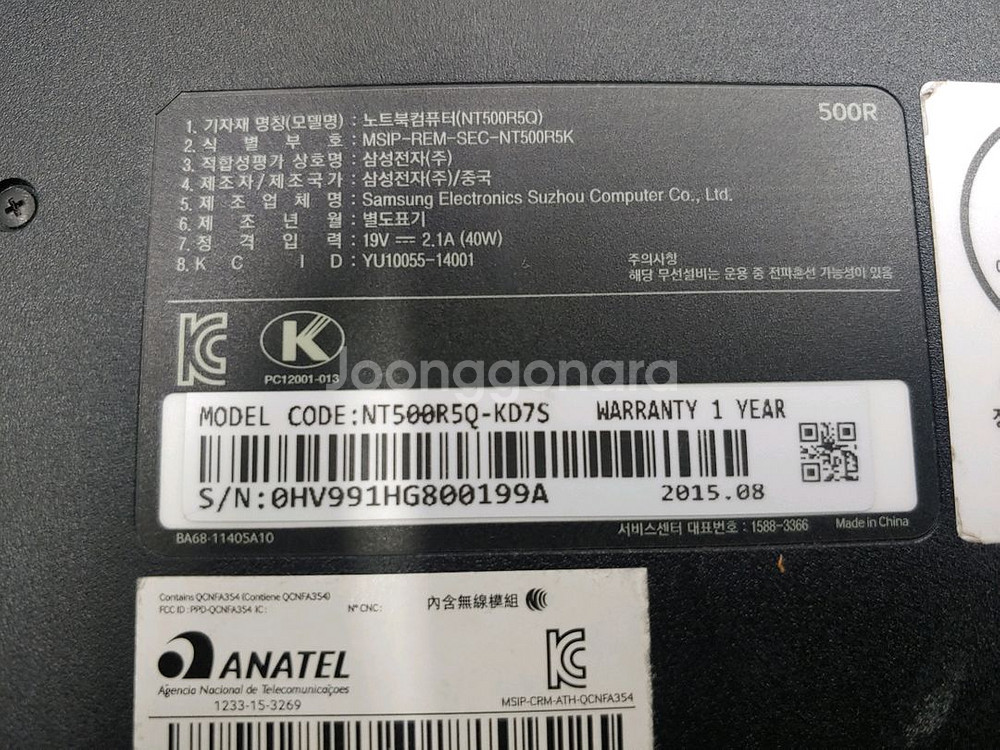 500R
1. 기자재 명칭(모델명) : 노트북컴퓨터(NT500R5Q)
2. 식 별 부 호 : MSIP-REM-SEC-NT500R5K
3. 적합성평가 상호명 : 삼성전자(주)
4. 제조자/제조국가 : 삼성전자(주)/중국
5. 제 조 업 체 명 : Samsung Electronics Suzhou Computer Co., Ltd.
6. 제 조 년 월 : 별도표기
7. 정 격 입 력 : 19V 2.1A (40W)
8. K C I D : YU10055-14001
주의사항
해당 무선설비는 운용 중 전파혼선 가능성이 있음
KC
K
PC12001-013
Joonggonara
MODEL CODE:NT500R5Q-KD7S WARRANTY 1 YEAR
S/N:0HV991HG800199A 2015.08
BA68-11405A10
서비스센터 대표번호 : 1588-3366 Made in China
Contains QCNFA354 (Contiene QCNFA354)
FCC ID : PPD-QCNFA354 IC :
N° CNC :
內含無線模組
ANATEL
Agência Nacional de Telecomunicações
1233-15-3269
KC
MSIP-CRM-ATH-QCNFA354